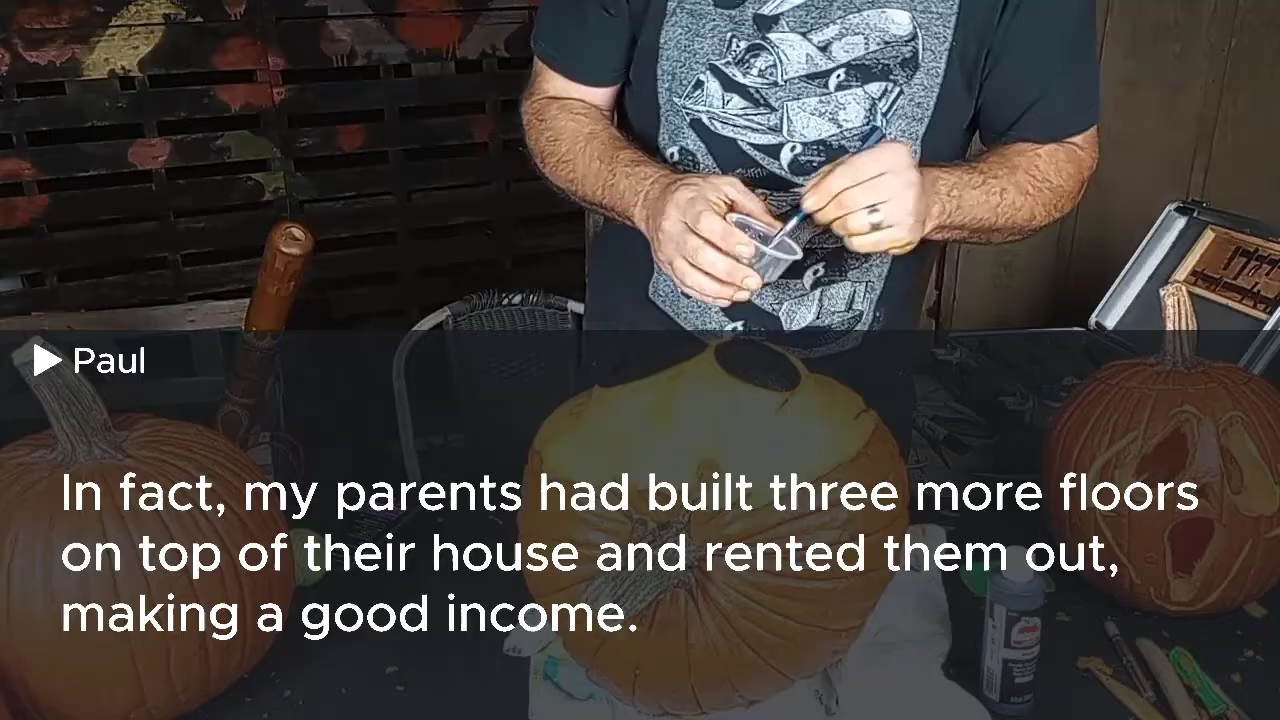 Paul
In fact, my parents had built three more floors
on top of their house and rented them out,
making a good income.